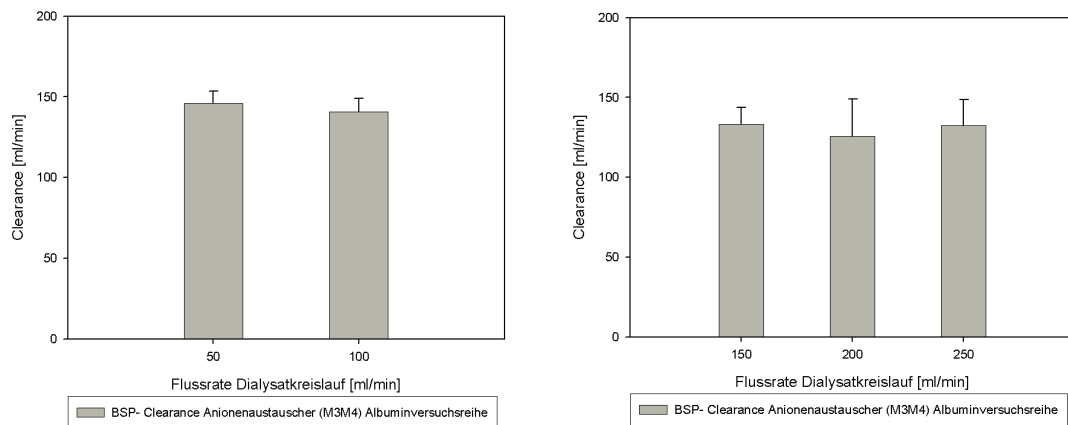 200
150
100
50
0
Clearance [ml/min]
50
100
Flussrate Dialysatkreislauf [ml/min]
BSP- Clearance Anionenaustauscher (M3M4) Albuminversuchsreihe
200
150
100
50
0
Clearance [ml/min]
150
200
250
Flussrate Dialysatkreislauf [ml/min]
BSP- Clearance Anionenaustauscher (M3M4) Albuminversuchsreihe